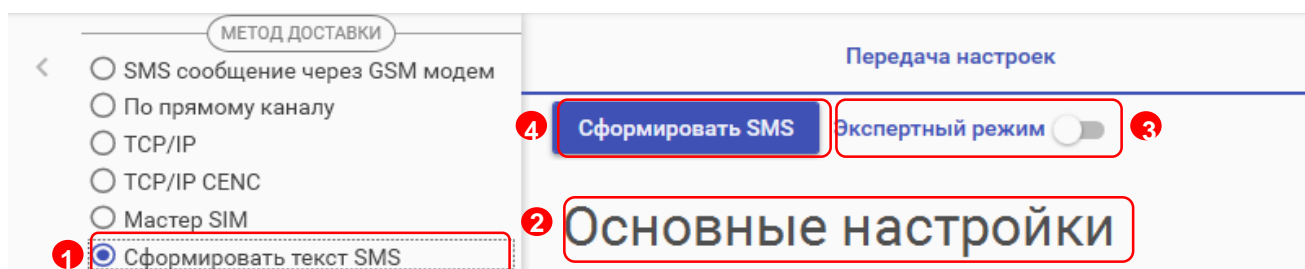 МЕТОД ДОСТАВКИ
SMS сообщение через GSM модем
По прямому каналу
TCP/IP
TCP/IP CENC
Мастер SIM
1 Сформировать текст SMS
Передача настроек
4 Сформировать SMS Экспертный режим 3
2 Основные настройки